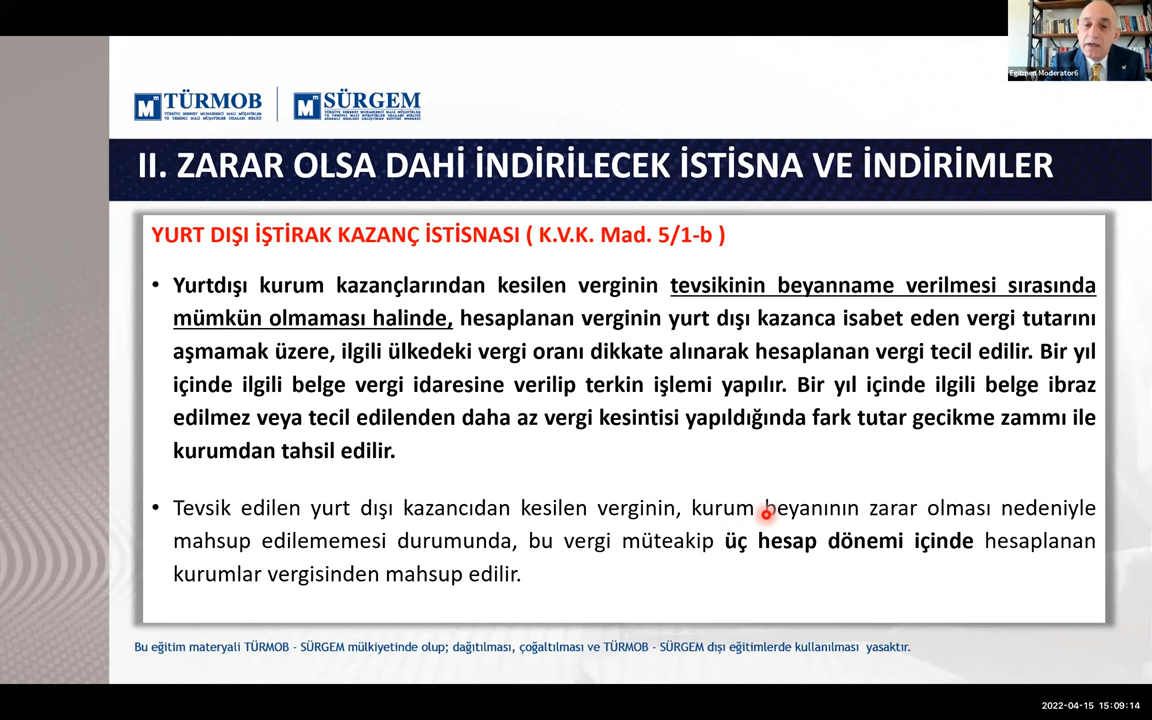 Egitmen Moderator6
TÜRMOB
SÜRGEM
II. ZARAR OLSA DAHİ İNDİRİLECEK İSTİSNA VE İNDİRİMLER
YURT DIŞI İŞTİRAK KAZANÇ İSTİSNASI ( K.V.K. Mad. 5/1-b )
• Yurtdışı kurum kazançlarından kesilen verginin tevsikinin beyanname verilmesi sırasında
mümkün olmaması halinde, hesaplanan verginin yurt dışı kazanca isabet eden vergi tutarını
aşmamak üzere, ilgili ülkedeki vergi oranı dikkate alınarak hesaplanan vergi tecil edilir. Bir yıl
içinde ilgili belge vergi idaresine verilip terkin işlemi yapılır. Bir yıl içinde ilgili belge ibraz
edilmez veya tecil edilenden daha az vergi kesintisi yapıldığında fark tutar gecikme zammı ile
kurumdan tahsil edilir.
• Tevsik edilen yurt dışı kazancıdan kesilen verginin, kurum beyanının zarar olması nedeniyle
mahsup edilememesi durumunda, bu vergi müteakip üç hesap dönemi içinde hesaplanan
kurumlar vergisinden mahsup edilir.
Bu eğitim materyali TÜRMOB - SÜRGEM mülkiyetinde olup; dağıtılması, çoğaltılması ve TÜRMOB - SÜRGEM dışı eğitimlerde kullanılması yasaktır.
2022-04-15 15:09:14